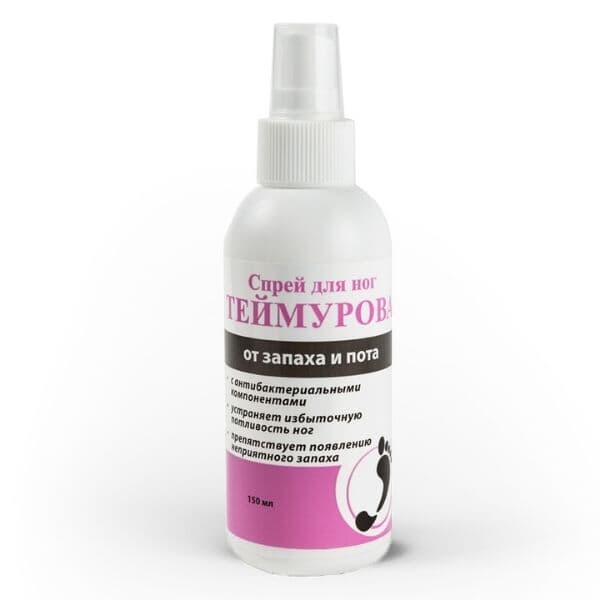 Спрей для ног
ТЕЙМУРОВА
от запаха и пота
- с антибактериальными
компонентами
- устраняет избыточную
потливость ног
- препятствует появлению
неприятного запаха
150 мл